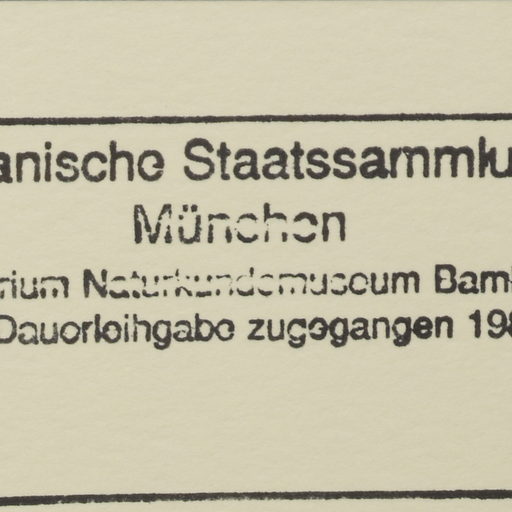 anische Staatssammlu
München
rium Naturkundemuseum Bam
Dauerleihgabe zugegangen 198